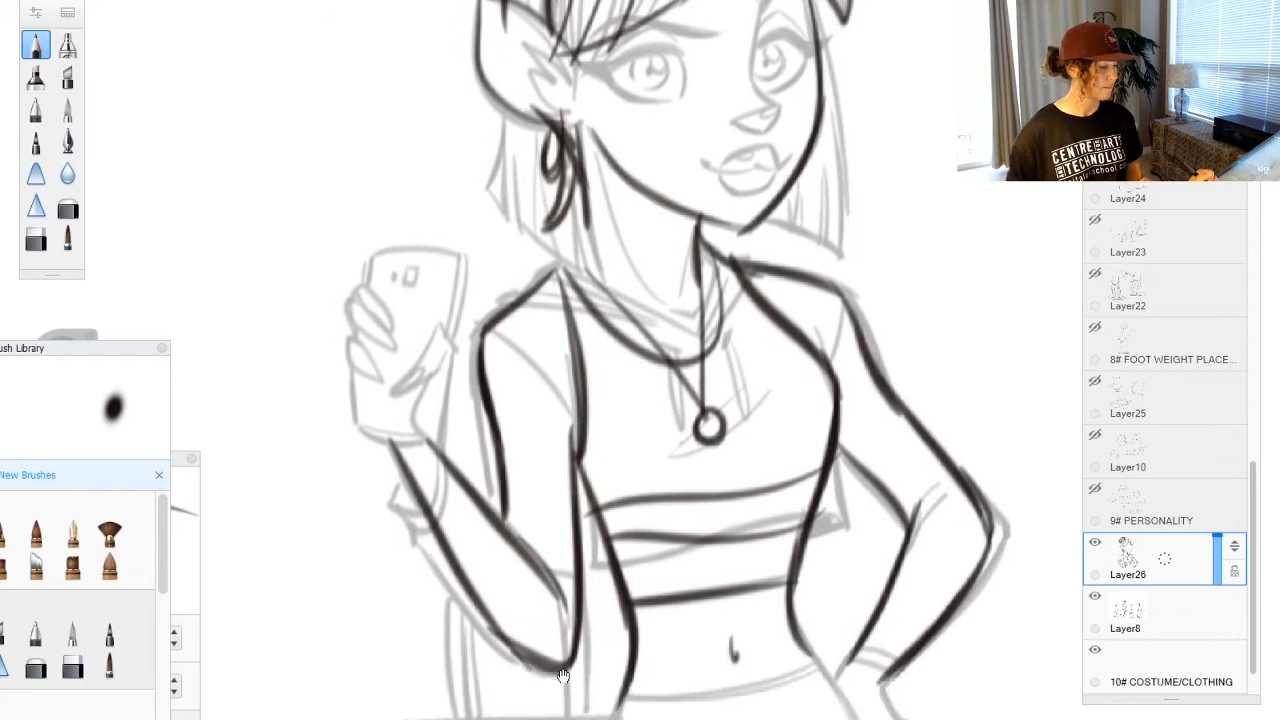 CENTRE ARTS
TECHNOLOGY
Layer24
Layer23
Layer22
ush Library
8# FOOT WEIGHT PLACE...
Layer25
Layer10
New Brushes
9# PERSONALITY
Layer26
Layer8
10# COSTUME/CLOTHING